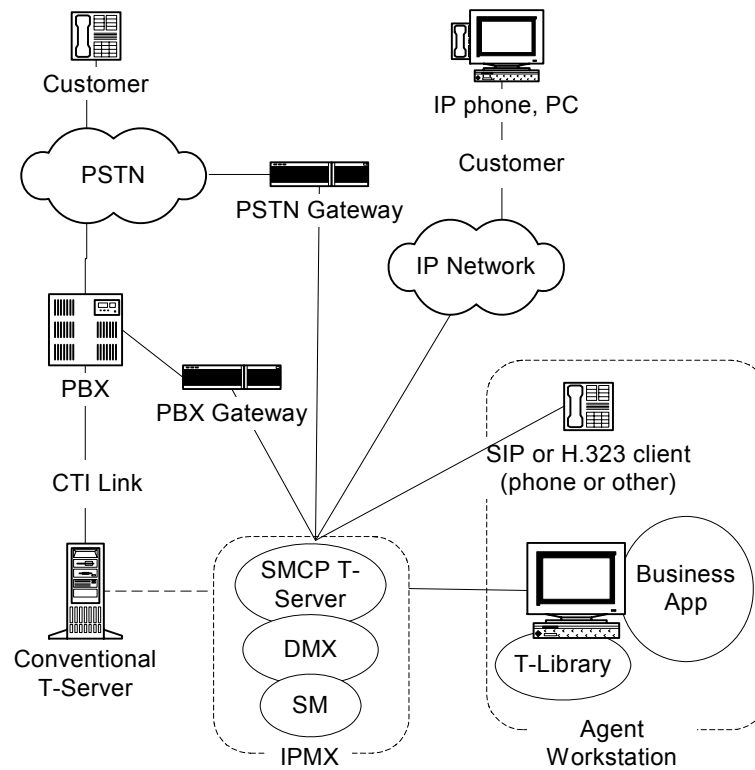 Customer
IP phone, PC
Customer
PSTN
PSTN Gateway
IP Network
PBX
PBX Gateway
SIP or H.323 client
(phone or other)
CTI Link
SMCP T-
Server
Business
App
DMX
T-Library
Conventional
T-Server
SM
IPMX
Agent
Workstation